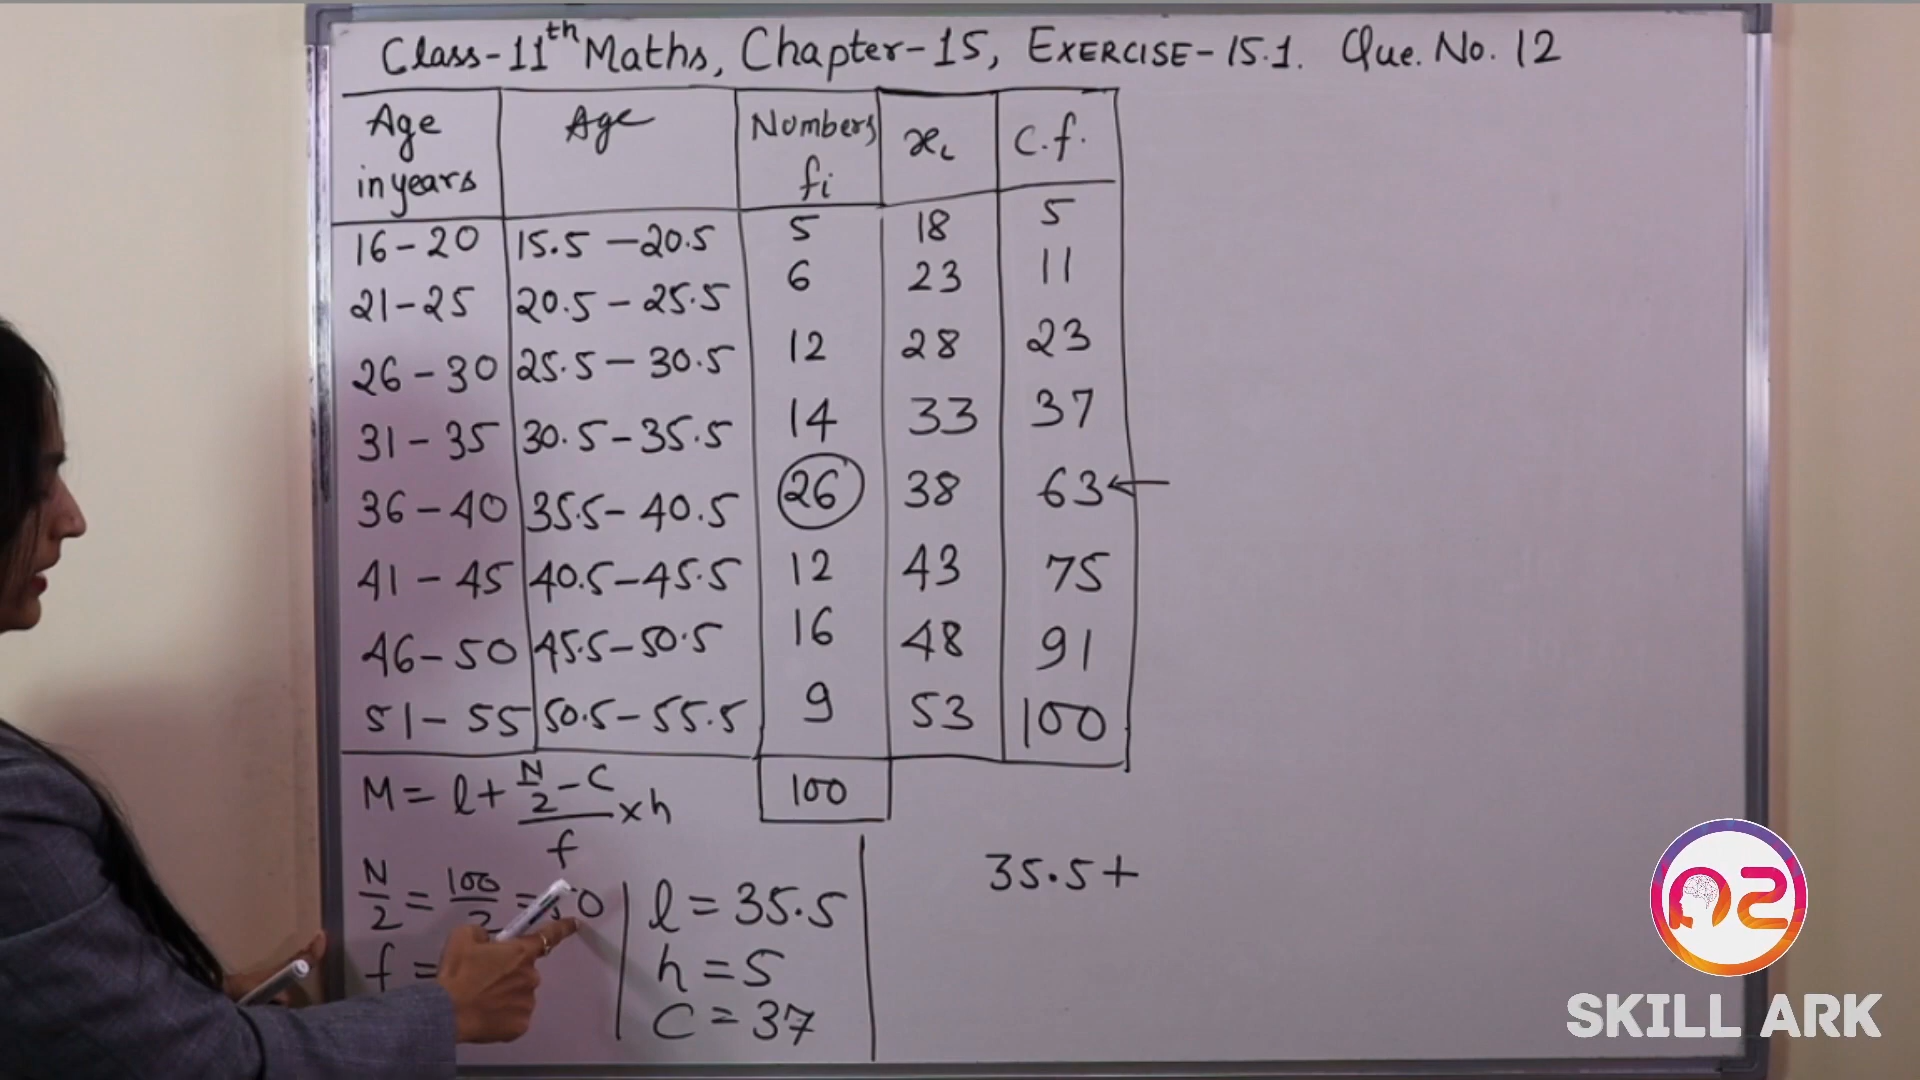 Class-11th Maths, Chapter-15, EXERCISE-15.1. Que. No. 12
Age in years Age Numbers fi xi C.f.
16-20 15.5-20.5 5 18 5
21-25 20.5-25.5 6 23 11
26-30 25.5-30.5 12 28 23
31-35 30.5-35.5 14 33 37
36-40 35.5-40.5 26 38 63←
41-45 40.5-45.5 12 43 75
46-50 45.5-50.5 16 48 91
51-55 50.5-55.5 9 53 100
100
M = l + (N/2 - C)/f × h
N/2 = 100/2 = 50
f =
l = 35.5
h = 5
C = 37
35.5 +
SKILL ARK